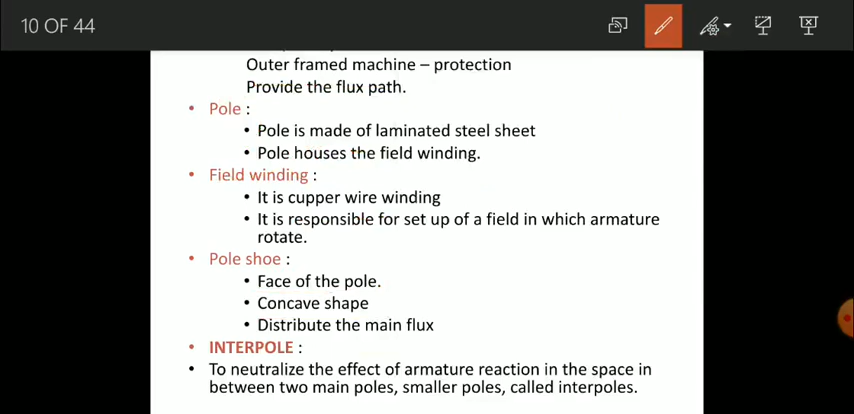 10 OF 44
Outer framed machine – protection
Provide the flux path.
• Pole :
• Pole is made of laminated steel sheet
• Pole houses the field winding.
• Field winding :
• It is cupper wire winding
• It is responsible for set up of a field in which armature
rotate.
• Pole shoe :
• Face of the pole.
• Concave shape
• Distribute the main flux
• INTERPOLE :
• To neutralize the effect of armature reaction in the space in
between two main poles, smaller poles, called interpoles.